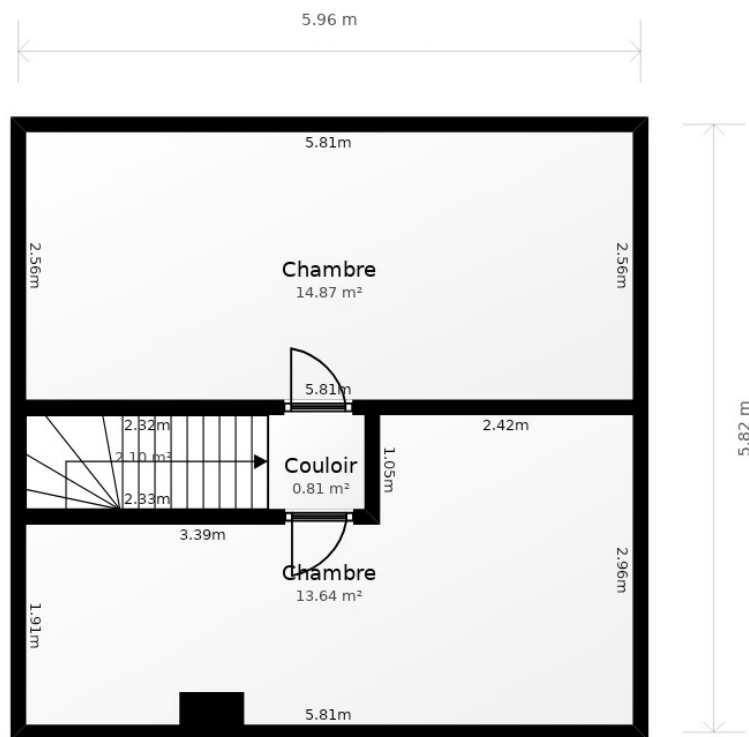 5.96 m
5.81m
2.56m
2.56m
Chambre
14.87 m²
5.81m
2.32m
2.42m
2.10 m²
Couloir
0.81 m²
1.05m
5.82 m
2.33m
3.39m
Chambre
13.64 m²
2.96m
1.91m
5.81m